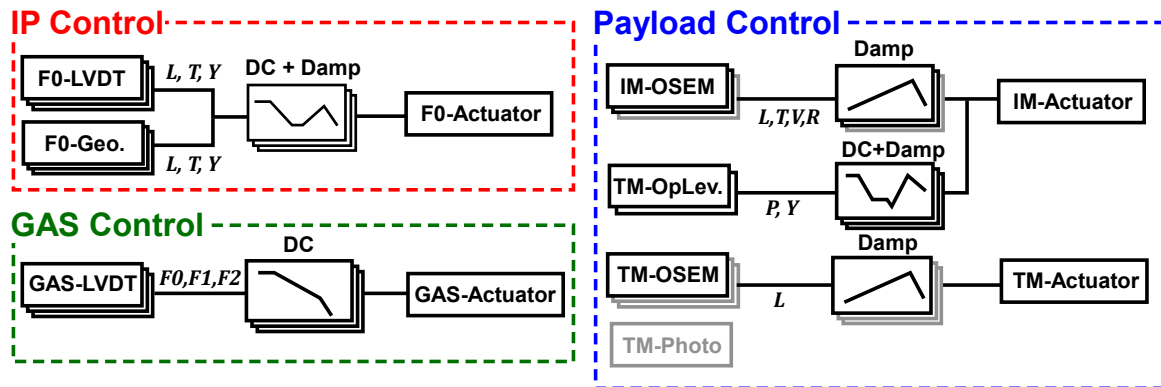 IP Control
F0-LVDT
L, T, Y
DC + Damp
F0-Actuator
F0-Geo.
L, T, Y
GAS Control
DC
GAS-LVDT
F0,F1,F2
GAS-Actuator
Payload Control
Damp
IM-OSEM
L,T,V,R
IM-Actuator
DC+Damp
TM-OpLev.
P, Y
Damp
TM-OSEM
L
TM-Actuator
TM-Photo